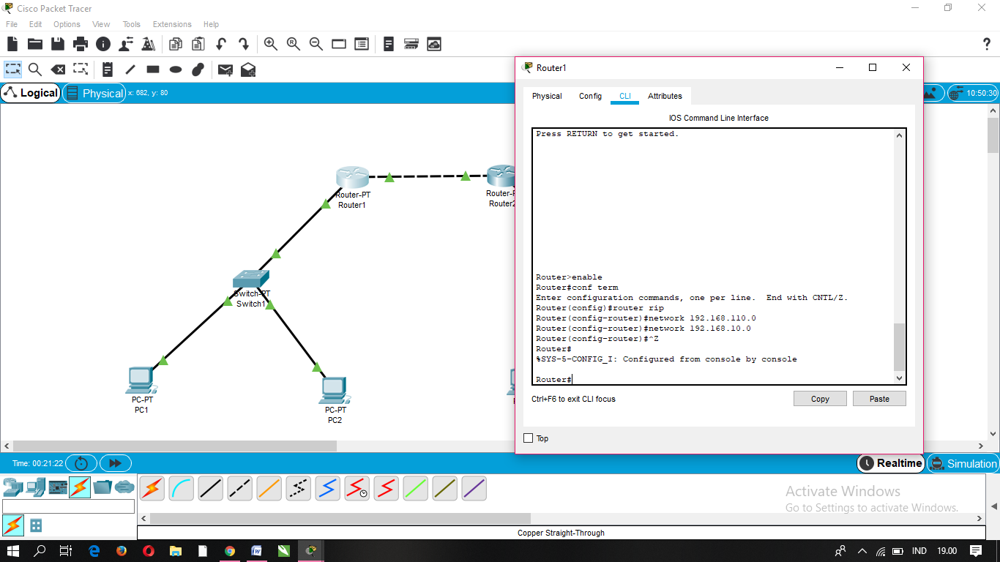 Cisco Packet Tracer
File Edit Options View Tools Extensions Help
?
Logical
Physical
x: 682, y: 80
10:50:30
Router-PT
Router1
Router-P
Router2
Switch-PT
Switch1
PC-PT
PC1
PC-PT
PC2
Router1
Physical Config CLI Attributes
IOS Command Line Interface
Press RETURN to get started.
Router>enable
Router#conf term
Enter configuration commands, one per line.  End with CNTL/Z.
Router(config)#router rip
Router(config-router)#network 192.168.110.0
Router(config-router)#network 192.168.10.0
Router(config-router)#^Z
Router#
%SYS-5-CONFIG_I: Configured from console by console
Router#
Ctrl+F6 to exit CLI focus
Copy
Paste
Top
Time: 00:21:22
Realtime
Simulation
Activate Windows
Go to Settings to activate Windows.
Copper Straight-Through
IND
19.00